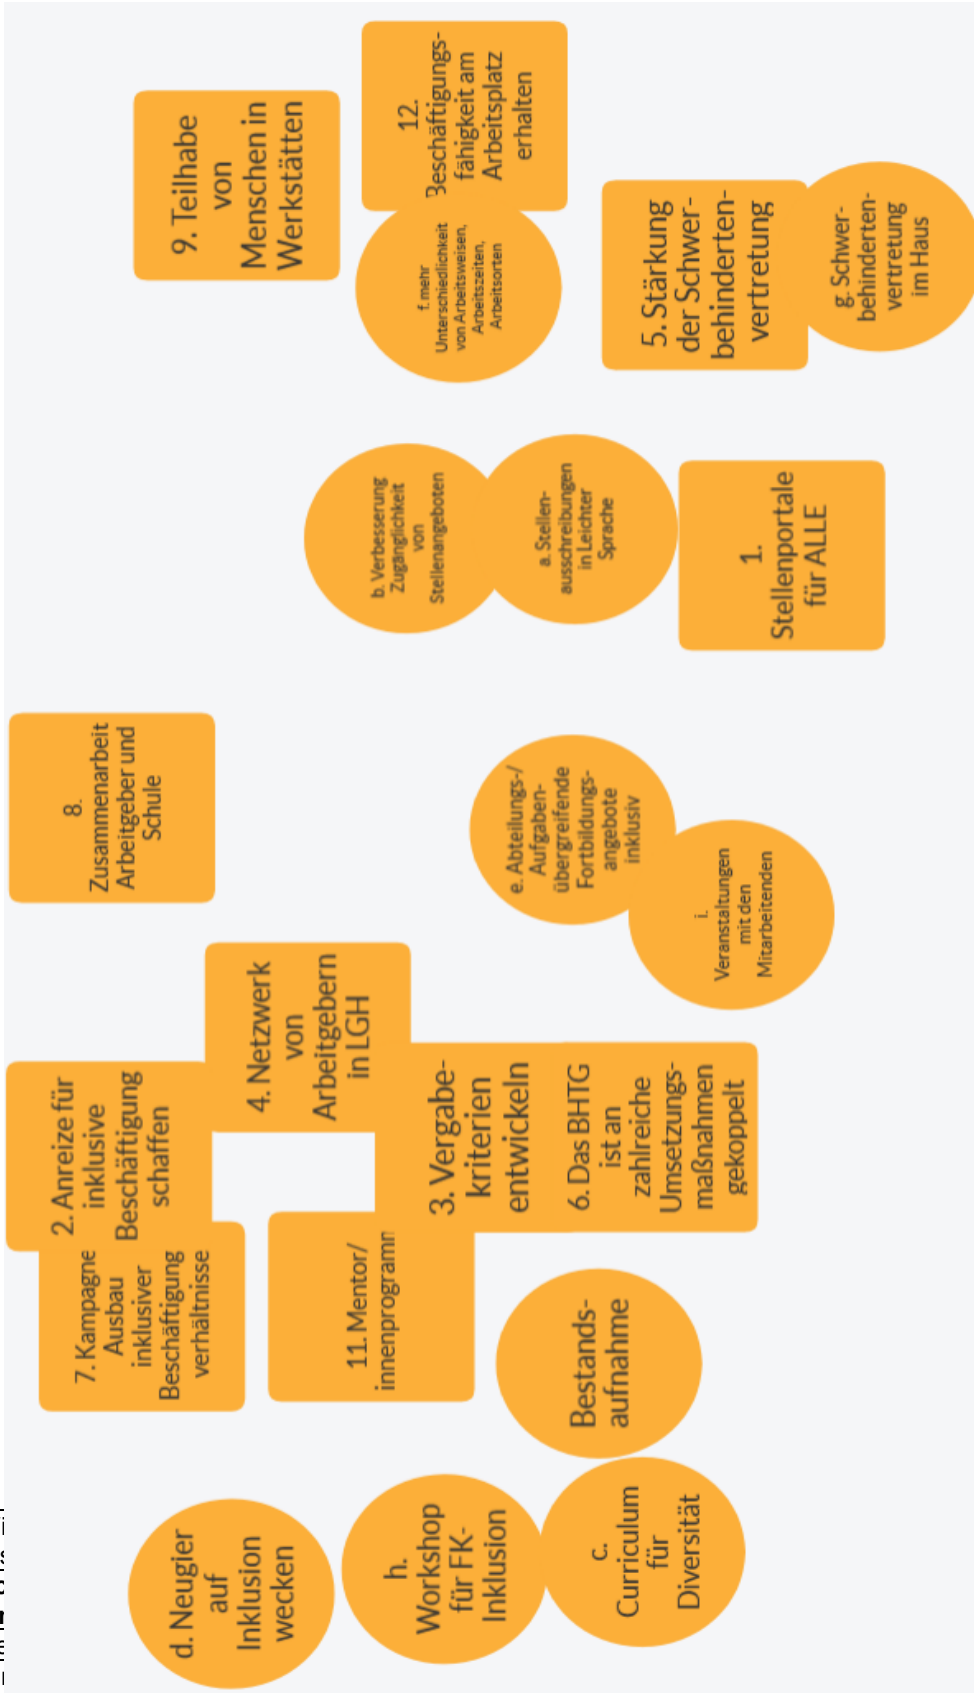 d. Neugier
auf
Inklusion
wecken
h.
Workshop
für FK-
Inklusion
c.
Curriculum
für
Diversität
Bestands-
aufnahme
7. Kampagne
Ausbau
inklusiver
Beschäftigung
verhältnisse
2. Anreize für
inklusive
Beschäftigung
schaffen
4. Netzwerk
von
Arbeitgebern
in LGH
11. Mentor/
innenprogramm
3. Vergabe-
kriterien
entwickeln
6. Das BHTG
ist an
zahlreiche
Umsetzungs-
maßnahmen
gekoppelt
8.
Zusammenarbeit
Arbeitgeber und
Schule
e. Abteilungs-/
Aufgaben-
übergreifende
Fortbildungs-
angebote
inklusiv
i.
Veranstaltungen
mit den
Mitarbeitenden
b. Verbesserung
Zugänglichkeit
von
Stellenangeboten
a. Stellen-
ausschreibungen
in Leichter
Sprache
1.
Stellenportale
für ALLE
9. Teilhabe
von
Menschen in
Werkstätten
12.
Beschäftigungs-
fähigkeit am
Arbeitsplatz
erhalten
f. mehr
Unterschiedlichkeit
von Arbeitsweisen,
Arbeitszeiten,
Arbeitsorten
5. Stärkung
der Schwer-
behinderten-
vertretung
g. Schwer-
behinderten-
vertretung
im Haus